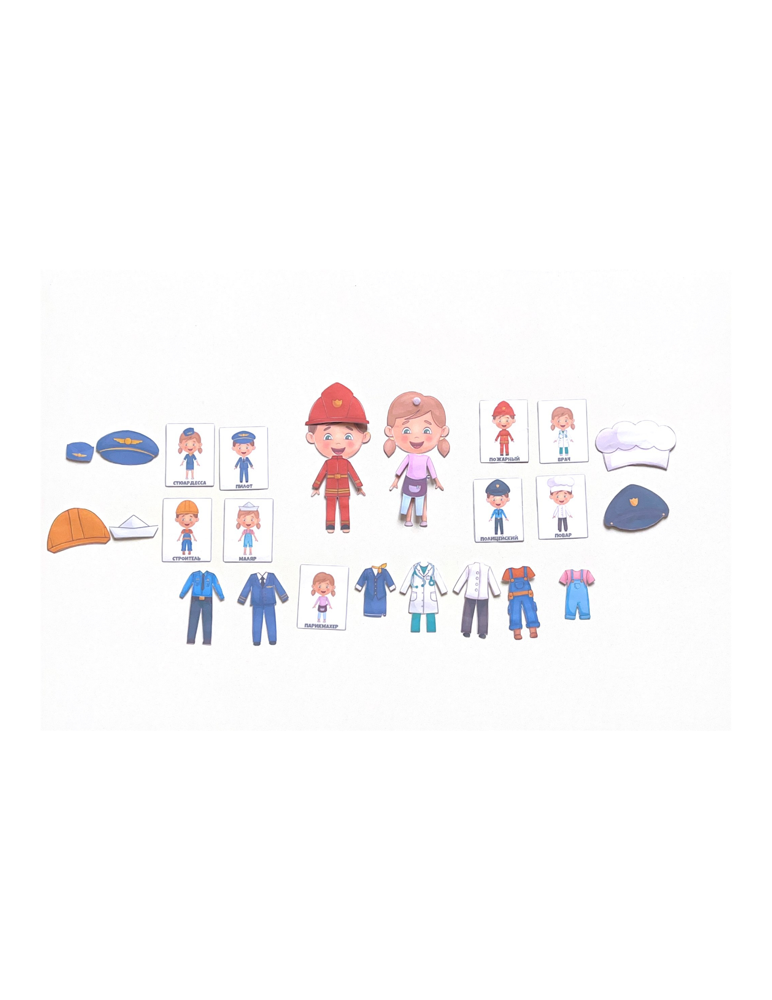 СТЮАРДЕССА
ПИЛОТ
ПОЖАРНЫЙ
ВРАЧ
СТРОИТЕЛЬ
МАЛЯР
ПОЛИЦЕЙСКИЙ
ПОВАР
ПАРИКМАХЕР